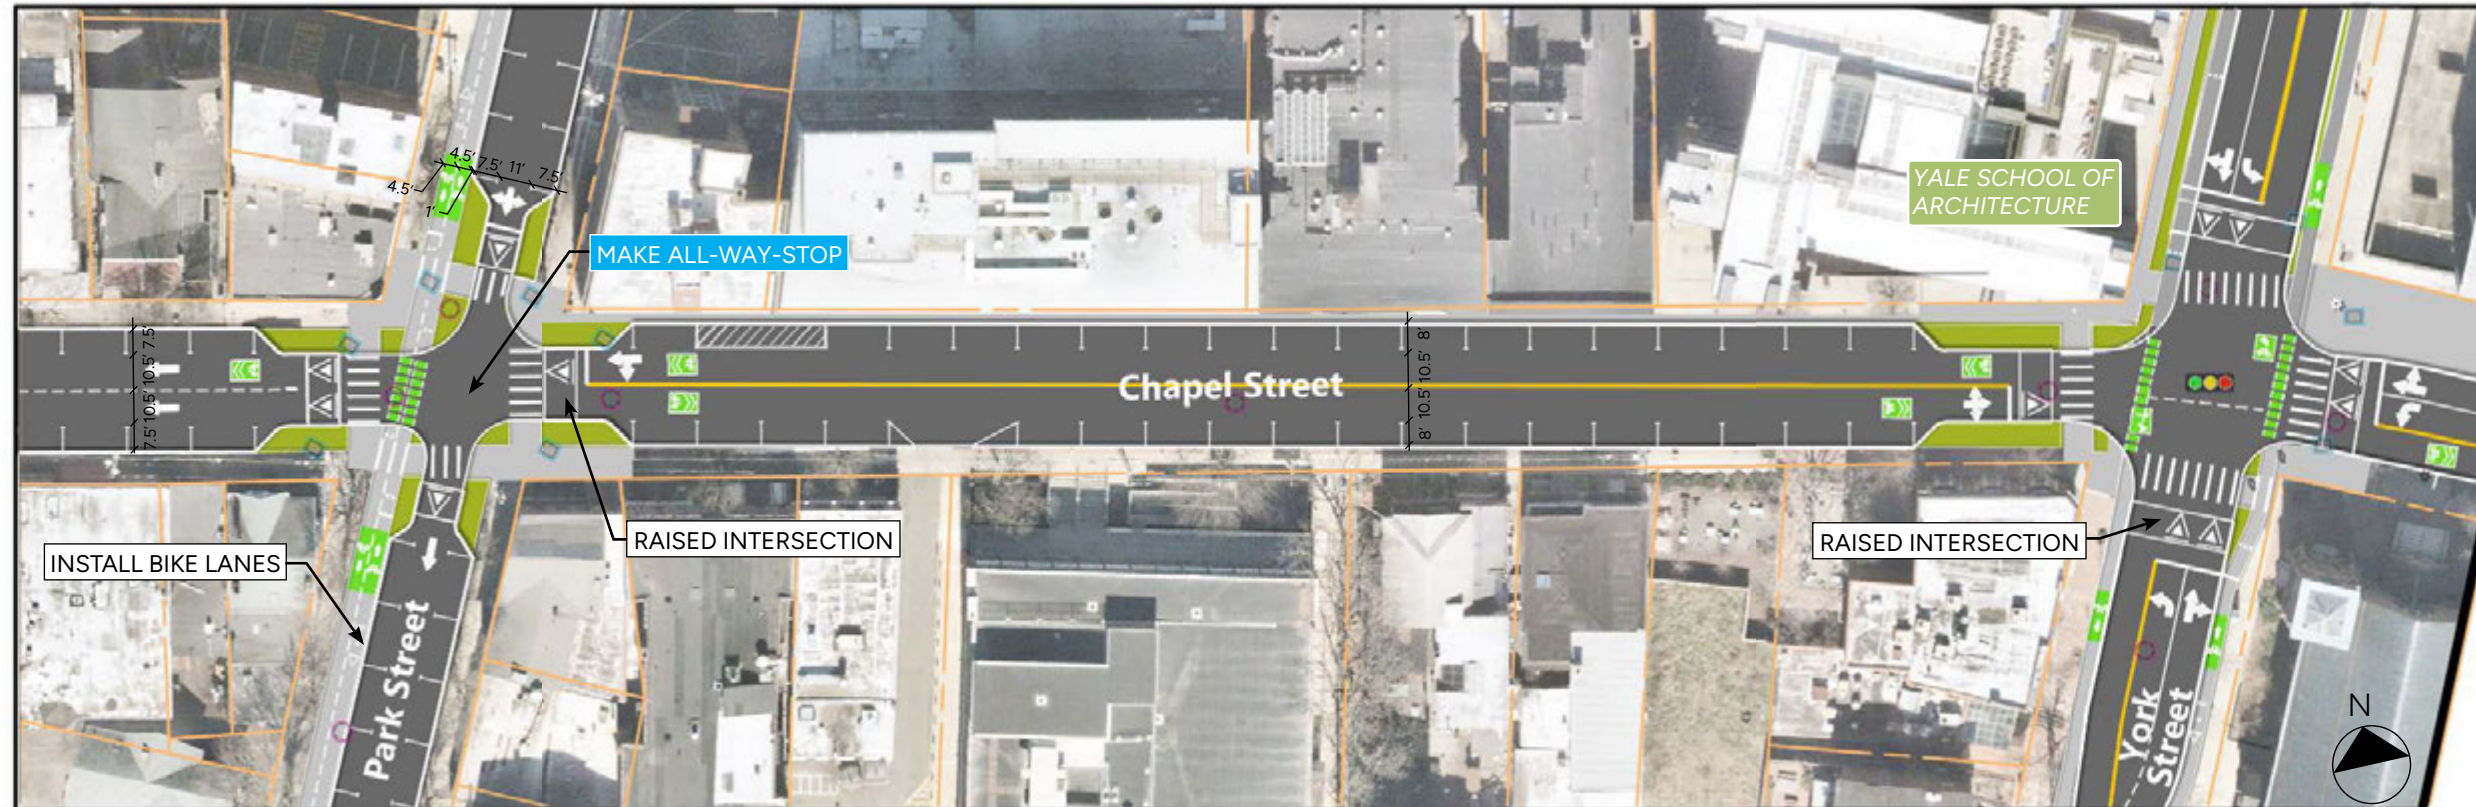 4.5' 7.5' 11' 7.5'
4.5'
1'
YALE SCHOOL OF
ARCHITECTURE
MAKE ALL-WAY-STOP
7.5' 10.5' 10.5' 7.5'
Chapel Street
8' 10.5' 10.5' 8'
RAISED INTERSECTION
RAISED INTERSECTION
INSTALL BIKE LANES
Park Street
York
Street
N